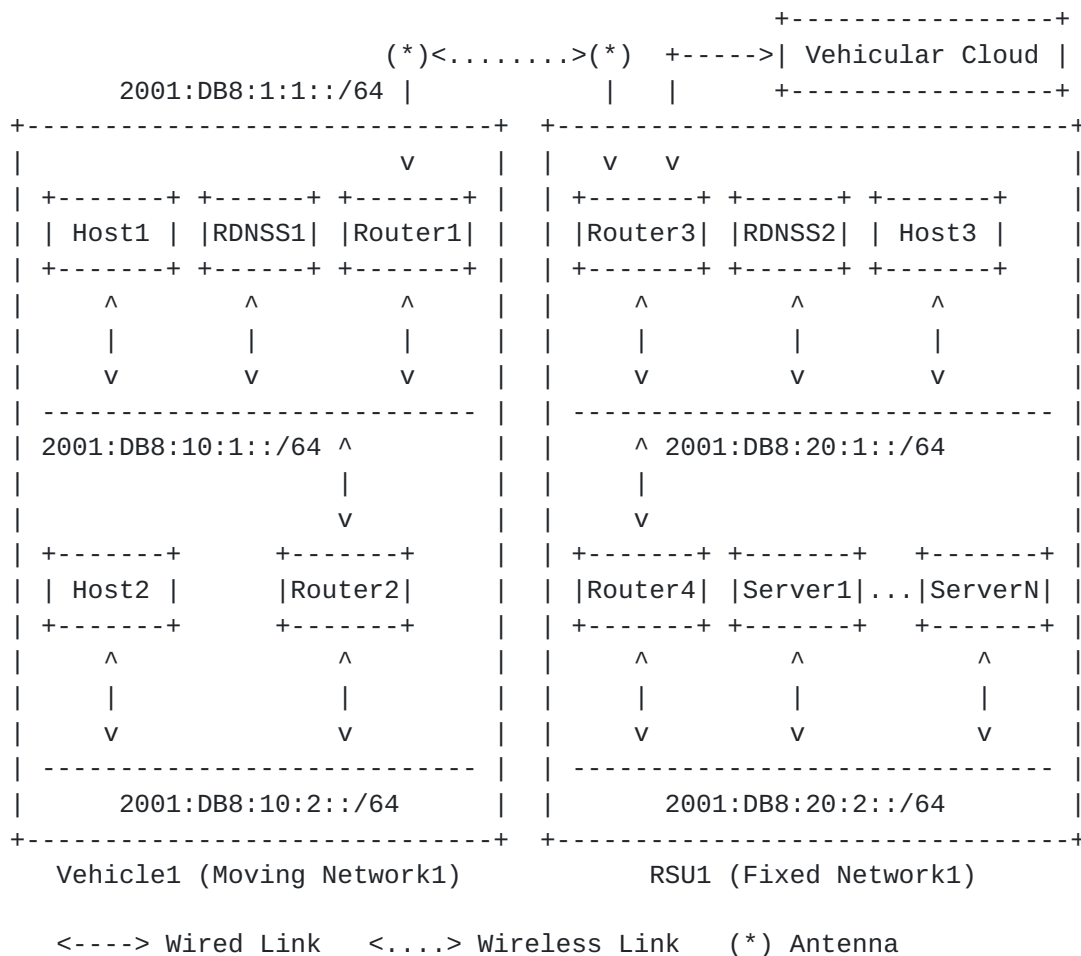 +-----------------+
                        (*)<........>(*)  +----->| Vehicular Cloud |
       2001:DB8:1:1::/64 |            |   |      +-----------------+
+------------------------------+  +---------------------------------+
|                        v     |  |   v   v                         |
| +-------+ +------+ +-------+ |  | +-------+ +------+ +-------+    |
| | Host1 | |RDNSS1| |Router1| |  | |Router3| |RDNSS2| | Host3 |    |
| +-------+ +------+ +-------+ |  | +-------+ +------+ +-------+    |
|     ^        ^         ^     |  |     ^         ^        ^        |
|     |        |         |     |  |     |         |        |        |
|     v        v         v     |  |     v         v        v        |
| ---------------------------- |  | ------------------------------- |
| 2001:DB8:10:1::/64 ^         |  |     ^ 2001:DB8:20:1::/64        |
|                    |         |  |     |                           |
|                    v         |  |     v                           |
| +-------+      +-------+     |  | +-------+ +-------+   +-------+ |
| | Host2 |      |Router2|     |  | |Router4| |Server1|...|ServerN| |
| +-------+      +-------+     |  | +-------+ +-------+   +-------+ |
|     ^              ^         |  |     ^         ^           ^     |
|     |              |         |  |     |         |           |     |
|     v              v         |  |     v         v           v     |
| ---------------------------- |  | ------------------------------- |
|      2001:DB8:10:2::/64      |  |       2001:DB8:20:2::/64        |
+------------------------------+  +---------------------------------+
   Vehicle1 (Moving Network1)            RSU1 (Fixed Network1)

   <----> Wired Link   <....> Wireless Link   (*) Antenna